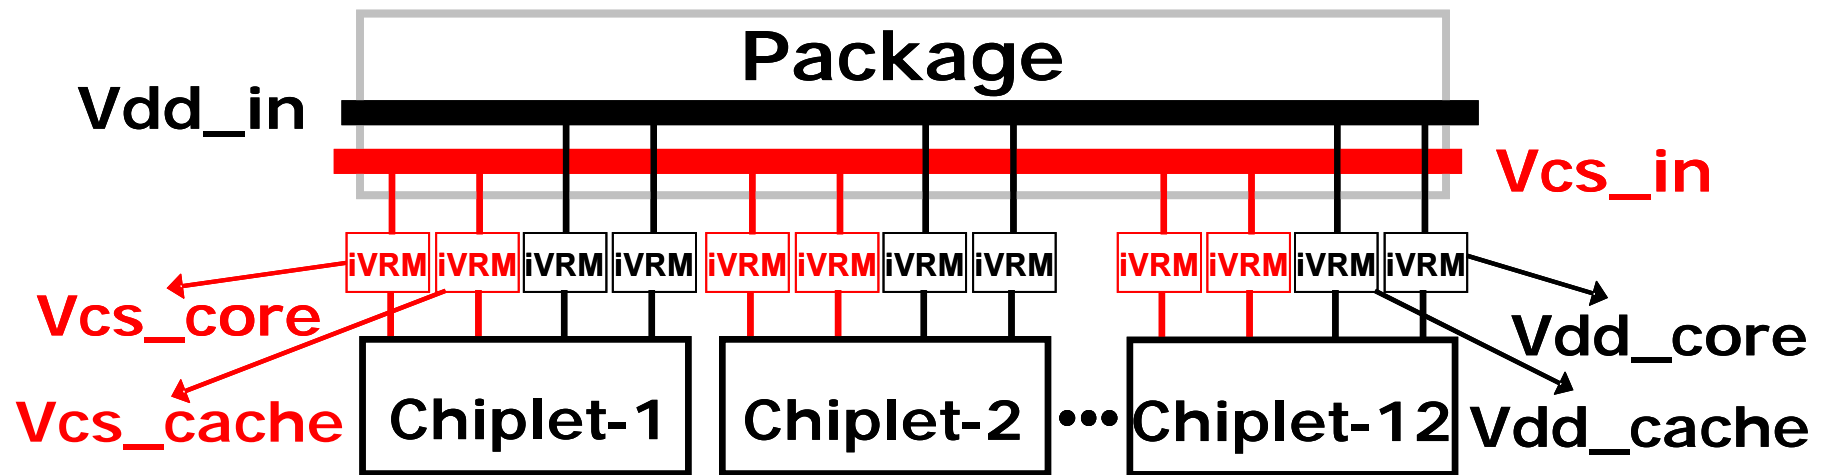 Package
Vdd_in
Vcs_in
iVRM iVRM iVRM iVRM iVRM iVRM iVRM iVRM iVRM iVRM iVRM iVRM
Vcs_core
Vdd_core
Vcs_cache
Chiplet-1 Chiplet-2 ••• Chiplet-12
Vdd_cache